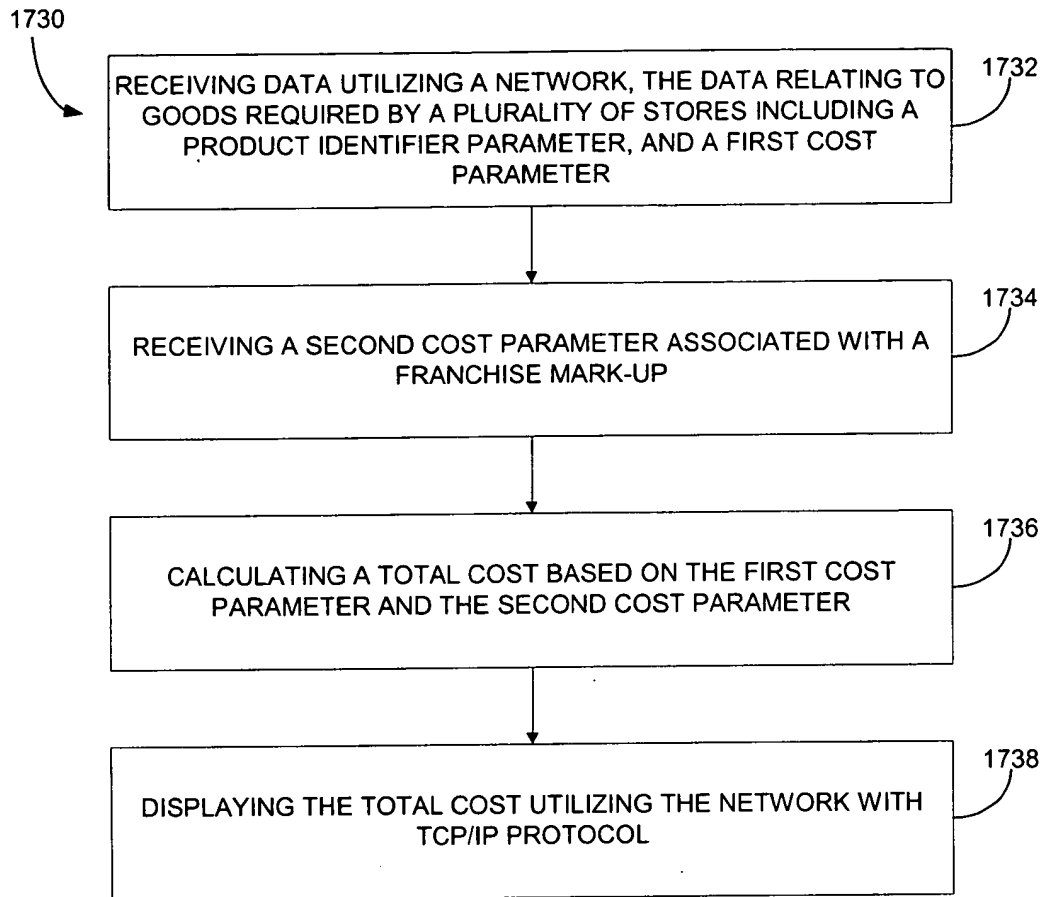 1730
RECEIVING DATA UTILIZING A NETWORK, THE DATA RELATING TO
GOODS REQUIRED BY A PLURALITY OF STORES INCLUDING A
PRODUCT IDENTIFIER PARAMETER, AND A FIRST COST
PARAMETER
1732
RECEIVING A SECOND COST PARAMETER ASSOCIATED WITH A
FRANCHISE MARK-UP
1734
CALCULATING A TOTAL COST BASED ON THE FIRST COST
PARAMETER AND THE SECOND COST PARAMETER
1736
DISPLAYING THE TOTAL COST UTILIZING THE NETWORK WITH
TCP/IP PROTOCOL
1738